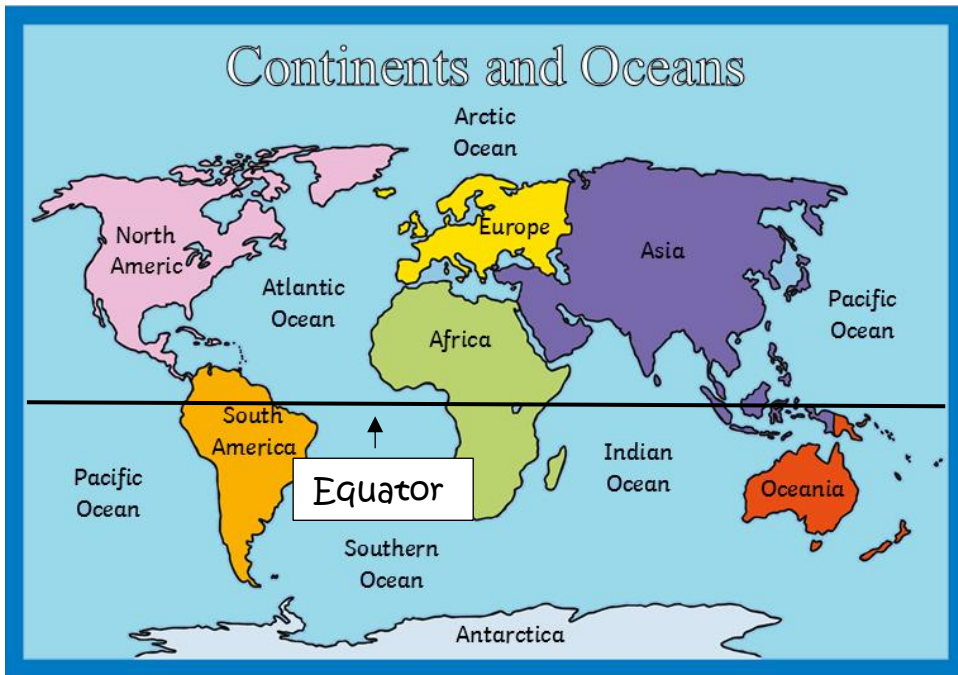 Continents and Oceans
Arctic
Ocean
North
Americ
Europe
Asia
Atlantic
Ocean
Pacific
Ocean
Africa
South
America
Equator
Indian
Ocean
Pacific
Ocean
Oceania
Southern
Ocean
Antarctica